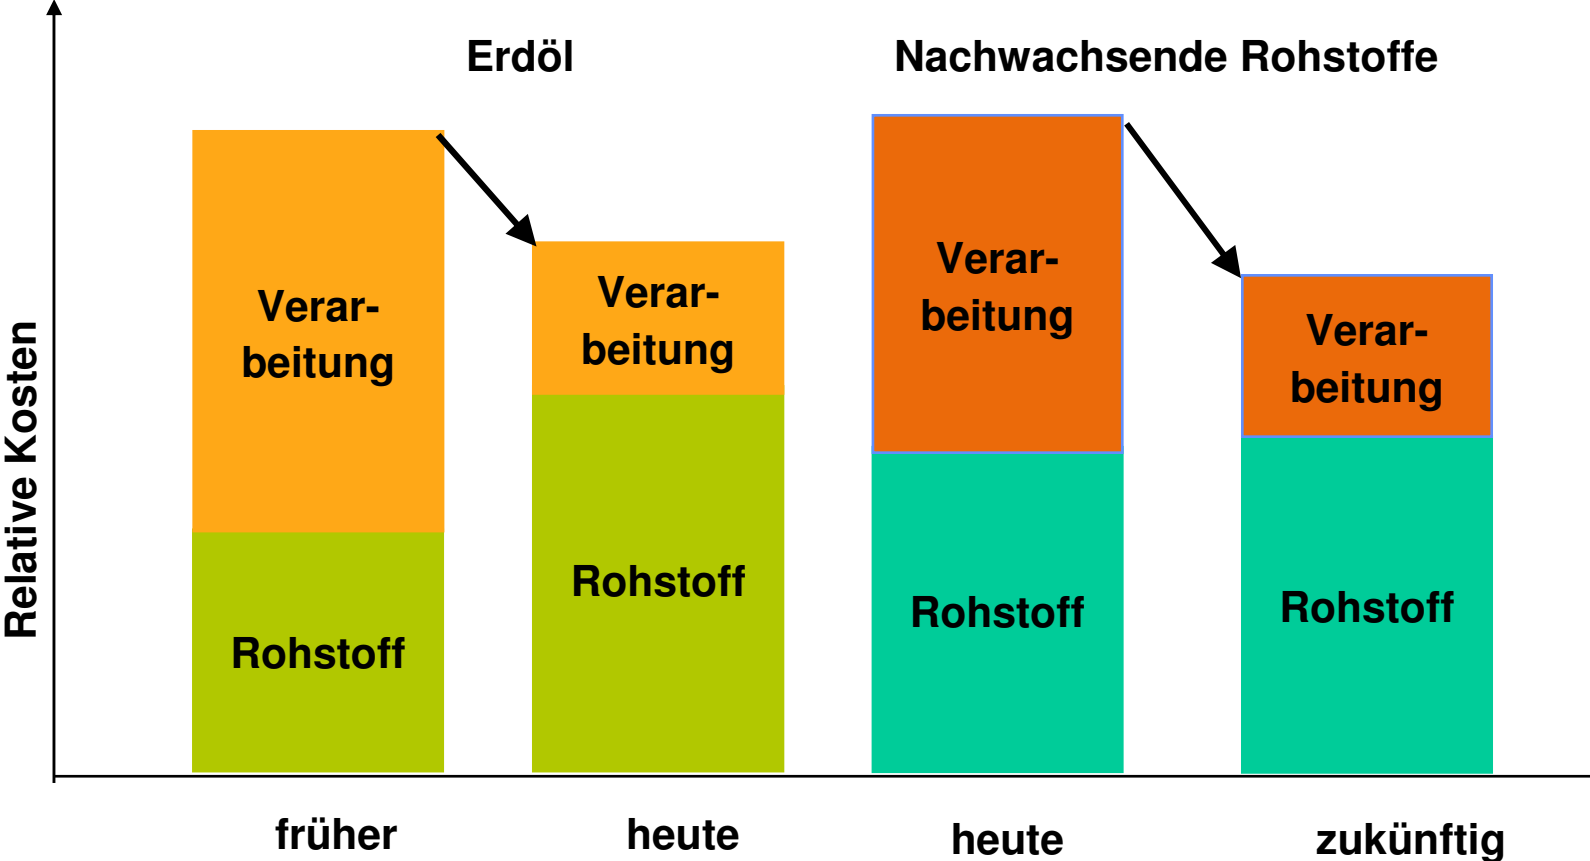 Erdöl
Nachwachsende Rohstoffe
Relative Kosten
Verar-
beitung
Rohstoff
Verar-
beitung
Rohstoff
Verar-
beitung
Rohstoff
Verar-
beitung
Rohstoff
früher
heute
heute
zukünftig